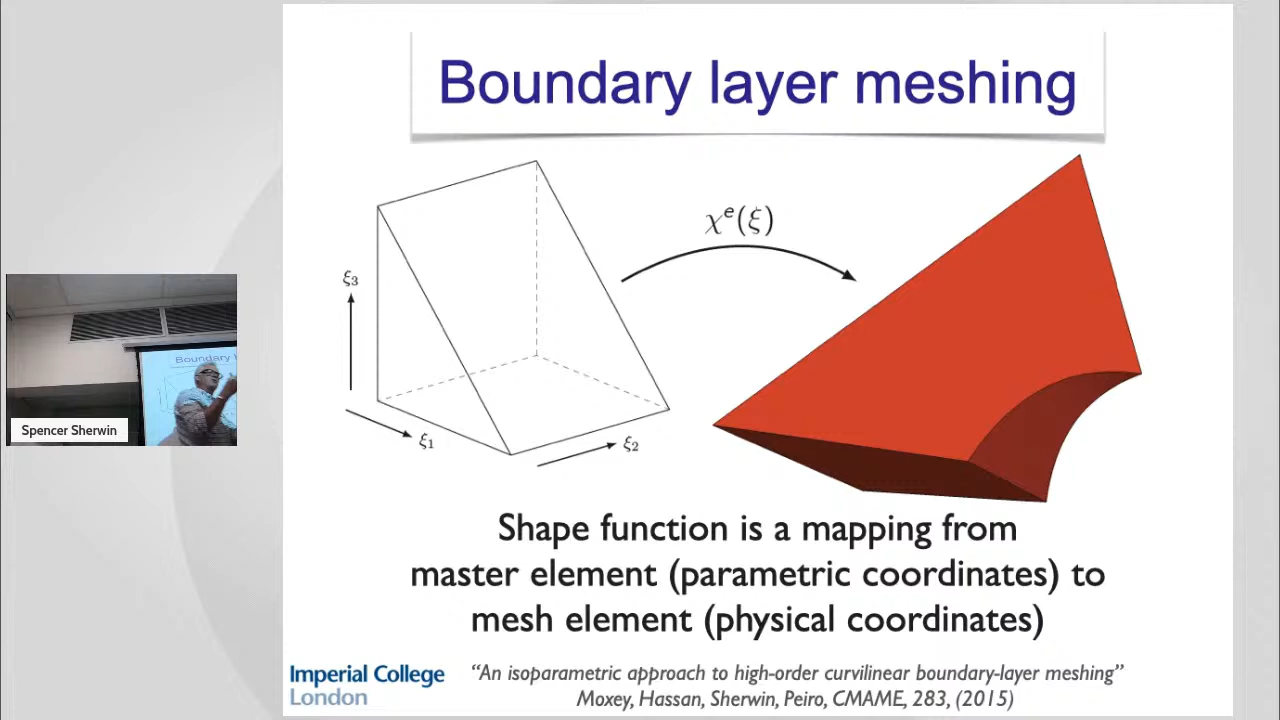 Boundary layer meshing
χᵉ(ξ)
ξ₃
ξ₁
ξ₂
Shape function is a mapping from
master element (parametric coordinates) to
mesh element (physical coordinates)
Imperial College
London
“An isoparametric approach to high-order curvilinear boundary-layer meshing”
Moxey, Hassan, Sherwin, Peiro, CMAME, 283, (2015)
Boundary
Spencer Sherwin